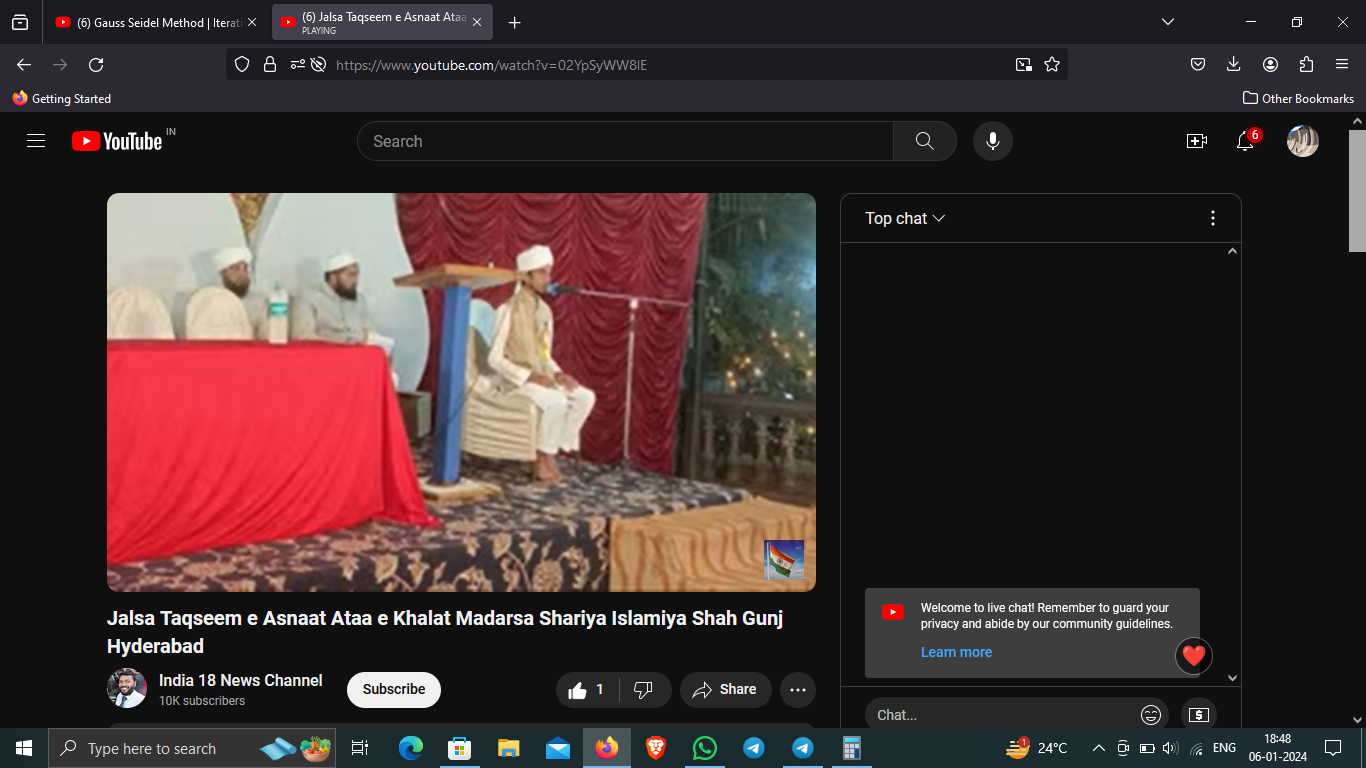 (6) Gauss Seidel Method | Iterati
(6) Jalsa Taqseem e Asnaat Ataa
PLAYING
https://www.youtube.com/watch?v=02YpSyWW8lE
Getting Started
Other Bookmarks
YouTube IN
Search
6
Top chat
Jalsa Taqseem e Asnaat Ataa e Khalat Madarsa Shariya Islamiya Shah Gunj
Hyderabad
India 18 News Channel
10K subscribers
Subscribe
1
Share
Welcome to live chat! Remember to guard your
privacy and abide by our community guidelines.
Learn more
Chat...
Type here to search
1
24°C
ENG
18:48
06-01-2024